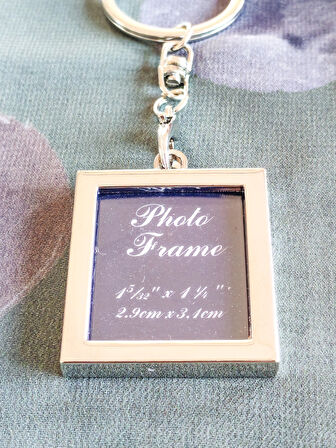 Photo
Frame
1 5/32" x 1 1/4"
2.9cm x 3.1cm